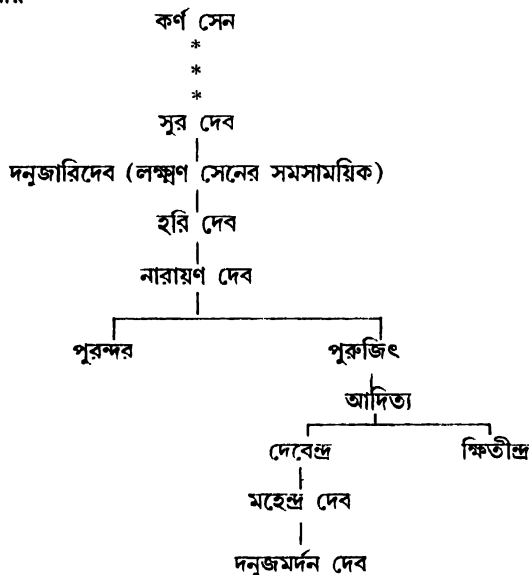 কর্ণ সেন
*
*
*
সুর দেব
দনুজারিদেব (লক্ষ্মণ সেনের সমসাময়িক)
হরি দেব
নারায়ণ দেব
পুরন্দর পুরুজিৎ
আদিত্য
দেবেন্দ্র ক্ষিতীন্দ্র
মহেন্দ্র দেব
দনুজমর্দন দেব